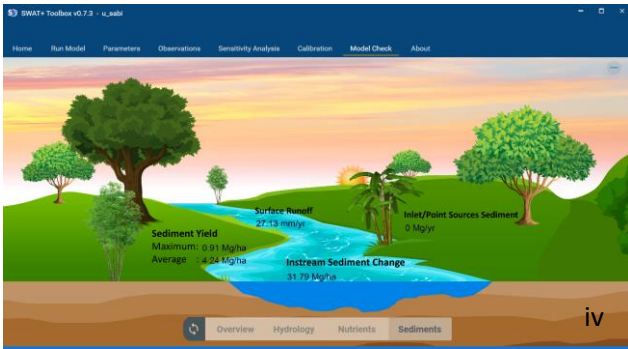 SWAT+ Toolbox v0.7.3 - u_sabi
Home Run Model Parameters Observations Sensitivity Analysis Calibration Model Check About
Surface Runoff
27.13 mm/yr
Inlet/Point Sources Sediment
0 Mg/yr
Sediment Yield
Maximum: 0.91 Mg/ha
Average : 4.24 Mg/ha
Instream Sediment Change
31.79 Mg/ha
iv
Overview Hydrology Nutrients Sediments